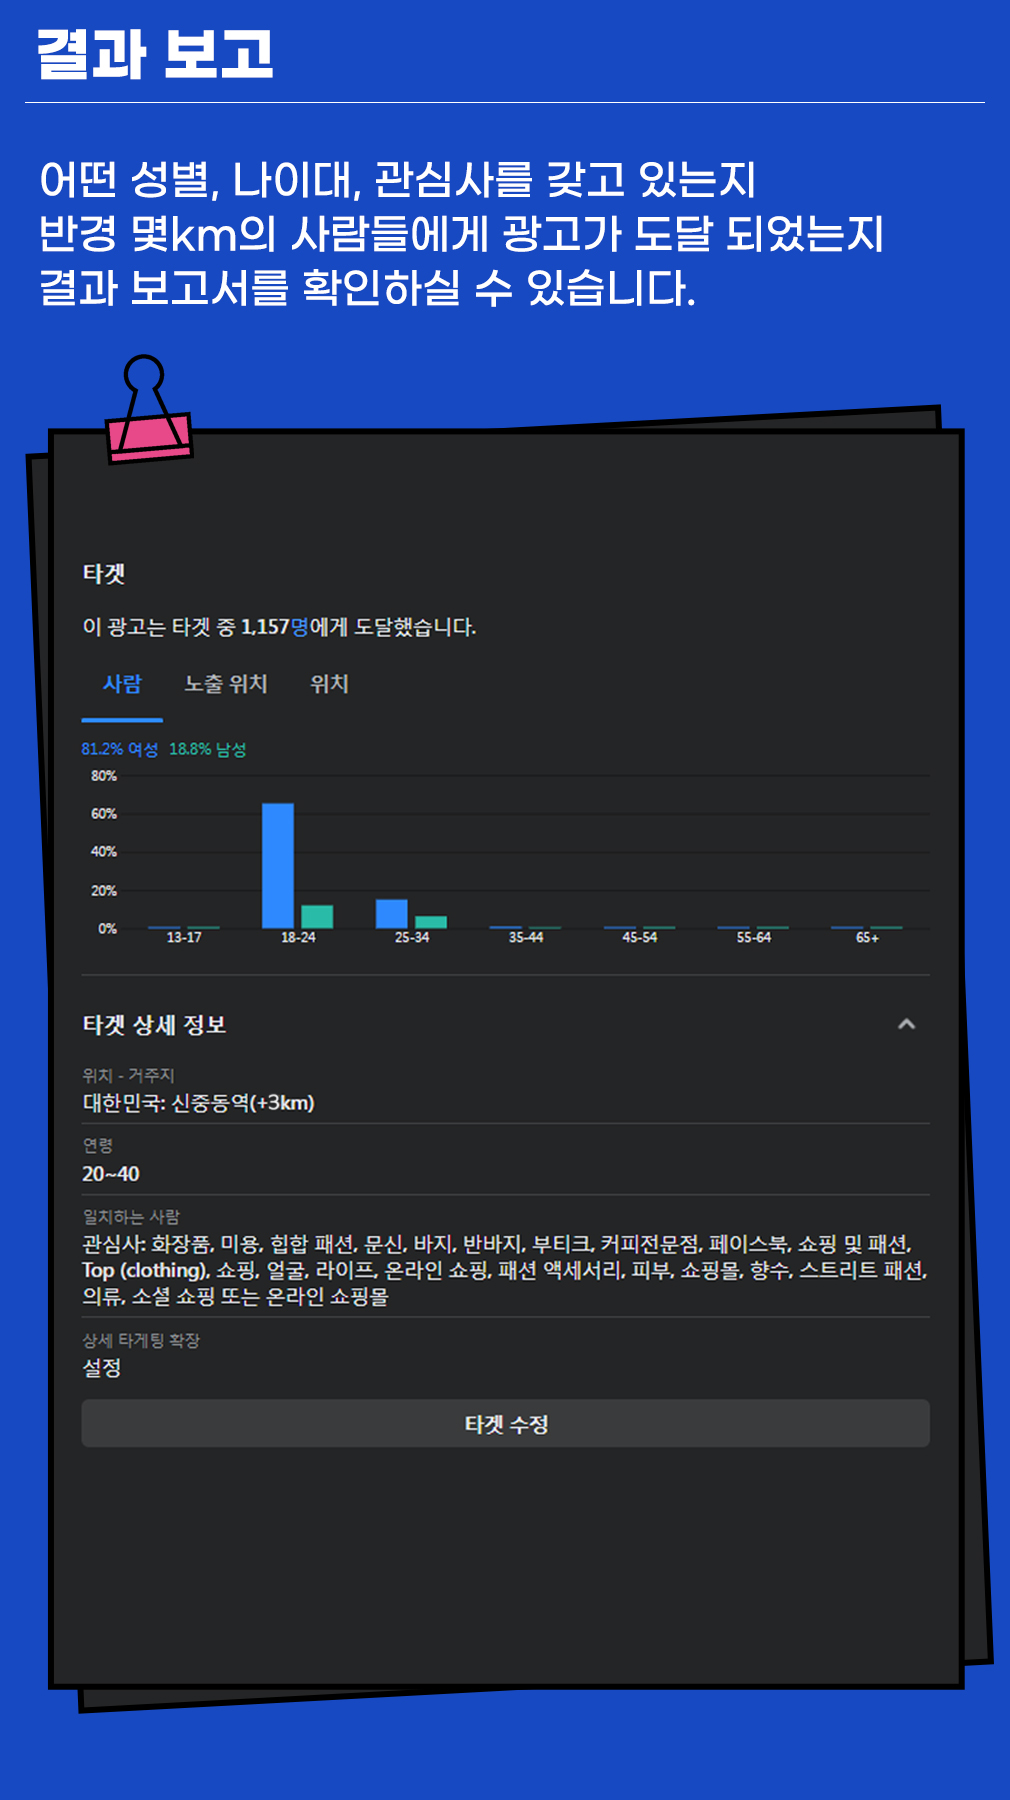 결과 보고
어떤 성별, 나이대, 관심사를 갖고 있는지
반경 몇km의 사람들에게 광고가 도달 되었는지
결과 보고서를 확인하실 수 있습니다.
타겟
이 광고는 타겟 중 1,157명에게 도달했습니다.
사람 노출 위치 위치
81.2% 여성 18.8% 남성
80%
60%
40%
20%
0%
13-17 18-24 25-34 35-44 45-54 55-64 65+
타겟 상세 정보
위치 - 거주지
대한민국: 신중동역(+3km)
연령
20~40
일치하는 사람
관심사: 화장품, 미용, 힙합 패션, 문신, 바지, 반바지, 부티크, 커피전문점, 페이스북, 쇼핑 및 패션,
Top (clothing), 쇼핑, 얼굴, 라이프, 온라인 쇼핑, 패션 액세서리, 피부, 쇼핑몰, 향수, 스트리트 패션,
의류, 소셜 쇼핑 또는 온라인 쇼핑몰
상세 타게팅 확장
설정
타겟 수정